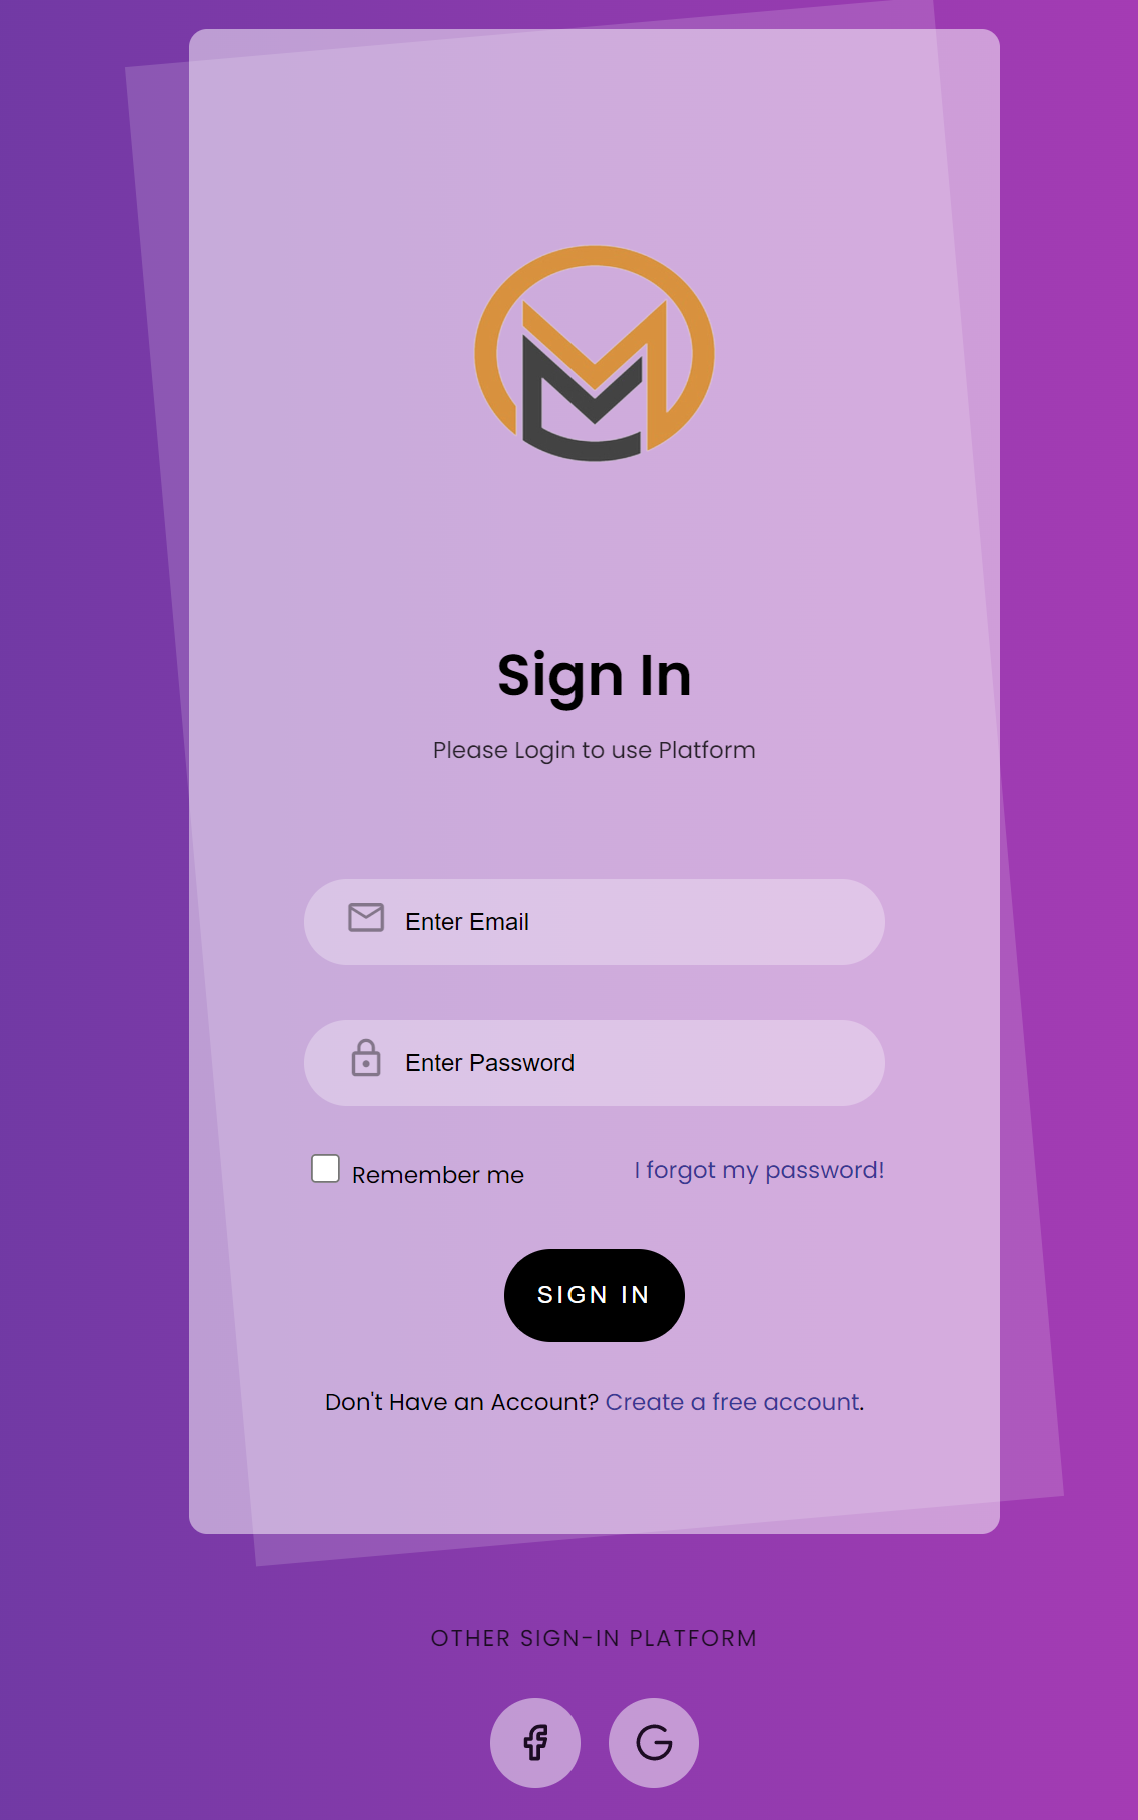 Sign In
Please Login to use Platform
Enter Email
Enter Password
Remember me
I forgot my password!
SIGN IN
Don't Have an Account? Create a free account.
OTHER SIGN-IN PLATFORM